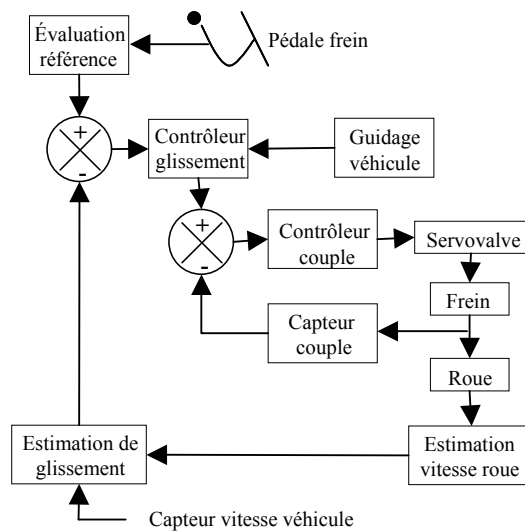 Évaluation
référence
Pédale frein
+
-
Contrôleur
glissement
Guidage
véhicule
+
-
Contrôleur
couple
Servovalve
Frein
Capteur
couple
Roue
Estimation de
glissement
Estimation
vitesse roue
Capteur vitesse véhicule